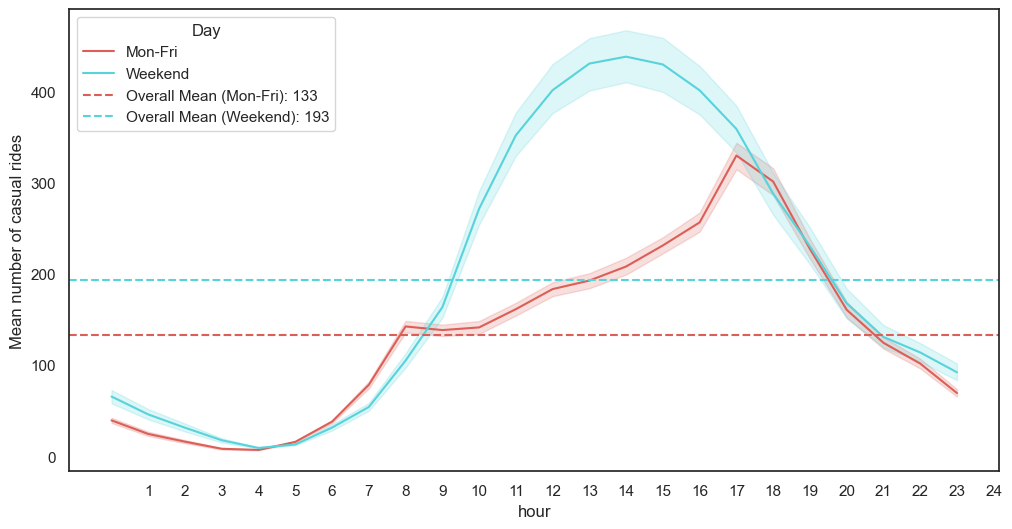 Day
Mon-Fri
Weekend
Overall Mean (Mon-Fri): 133
Overall Mean (Weekend): 193
Mean number of casual rides
400
300
200
100
0
1 2 3 4 5 6 7 8 9 10 11 12 13 14 15 16 17 18 19 20 21 22 23 24
hour